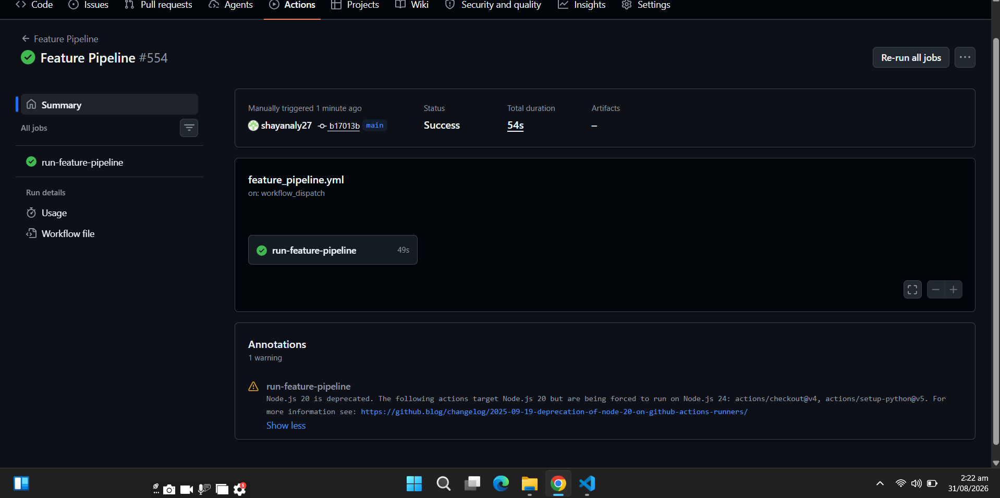 Code Issues Pull requests Agents Actions Projects Wiki Security and quality Insights Settings
Feature Pipeline
Feature Pipeline #554
Re-run all jobs
Summary
All jobs
run-feature-pipeline
Run details
Usage
Workflow file
Manually triggered 1 minute ago
shayanaly27 b17013b main
Status
Success
Total duration
54s
Artifacts
–
feature_pipeline.yml
on: workflow_dispatch
run-feature-pipeline 49s
Annotations
1 warning
run-feature-pipeline
Node.js 20 is deprecated. The following actions target Node.js 20 but are being forced to run on Node.js 24: actions/checkout@v4, actions/setup-python@v5. For
more information see: https://github.blog/changelog/2025-09-19-deprecation-of-node-20-on-github-actions-runners/
Show less
5
2:22 am
31/08/2026